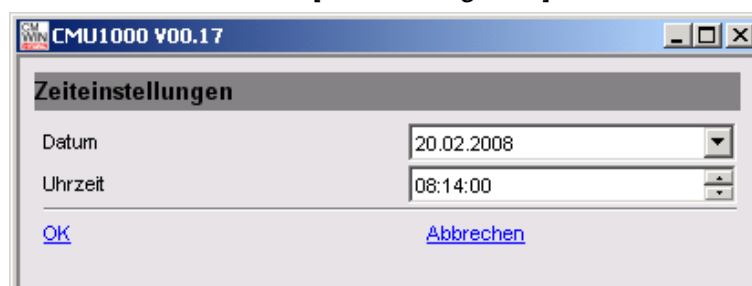 CMU1000 V00.17
Zeiteinstellungen
Datum 20.02.2008
Uhrzeit 08:14:00
OK Abbrechen